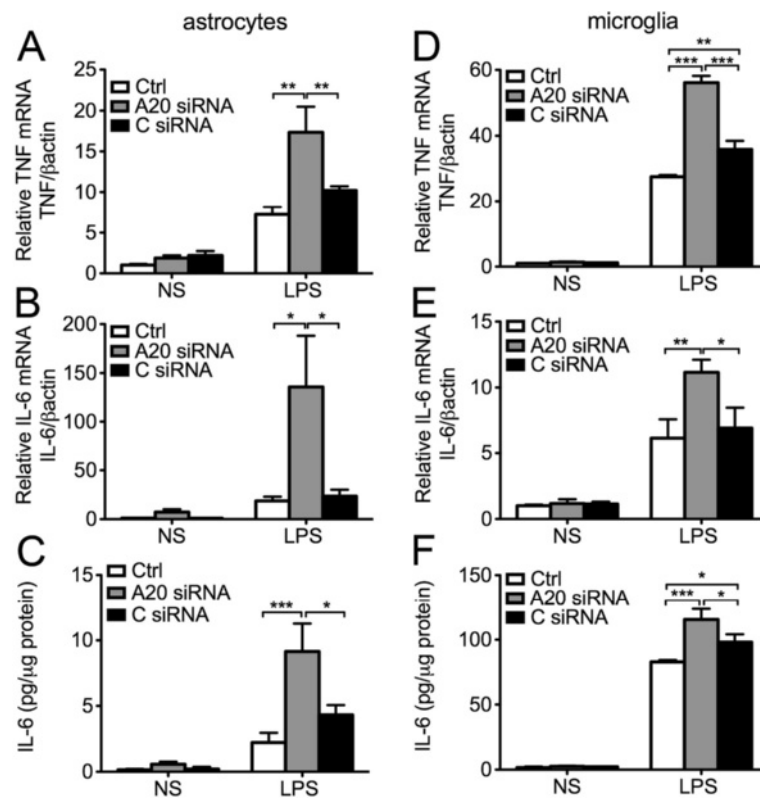 astrocytes
A
Relative TNF mRNA
TNF/βactin
25
20
15
10
5
0
Ctrl
A20 siRNA
C siRNA
**
**
NS
LPS
B
Relative IL-6 mRNA
IL-6/βactin
200
150
100
50
0
Ctrl
A20 siRNA
C siRNA
*
*
NS
LPS
C
IL-6 (pg/μg protein)
15
10
5
0
Ctrl
A20 siRNA
C siRNA
***
*
NS
LPS
microglia
D
Relative TNF mRNA
TNF/βactin
60
40
20
0
Ctrl
A20 siRNA
C siRNA
**
***
***
NS
LPS
E
Relative IL-6 mRNA
IL-6/βactin
15
10
5
0
Ctrl
A20 siRNA
C siRNA
**
*
NS
LPS
F
IL-6 (pg/μg protein)
150
100
50
0
Ctrl
A20 siRNA
C siRNA
*
***
*
NS
LPS